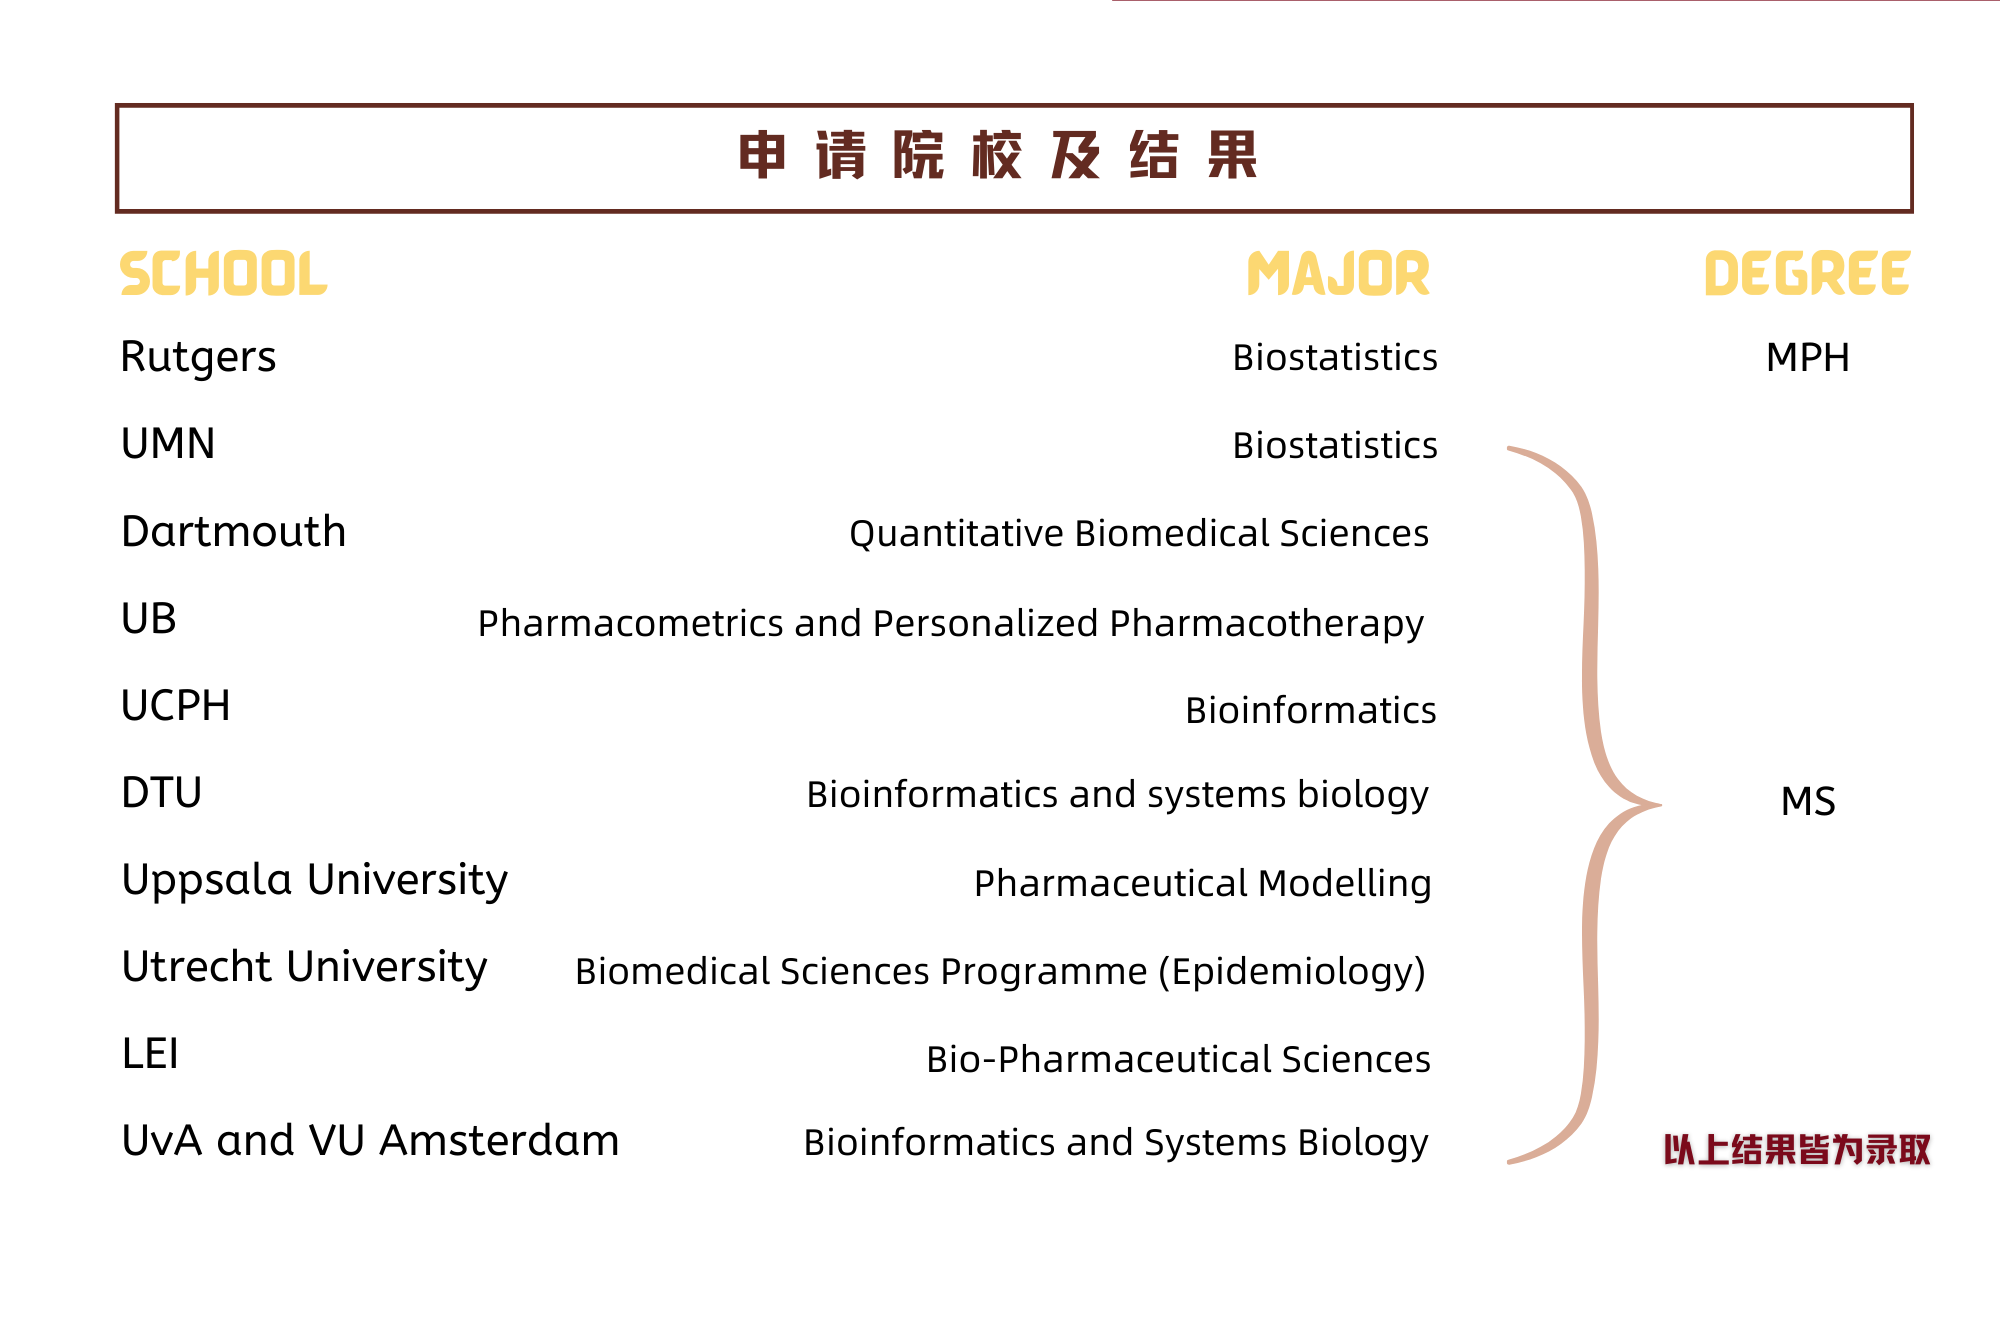 申请院校及结果
SCHOOL MAJOR DEGREE
Rutgers Biostatistics MPH
UMN Biostatistics
Dartmouth Quantitative Biomedical Sciences
UB Pharmacometrics and Personalized Pharmacotherapy
UCPH Bioinformatics
DTU Bioinformatics and systems biology MS
Uppsala University Pharmaceutical Modelling
Utrecht University Biomedical Sciences Programme (Epidemiology)
LEI Bio-Pharmaceutical Sciences
UvA and VU Amsterdam Bioinformatics and Systems Biology
以上结果皆为录取